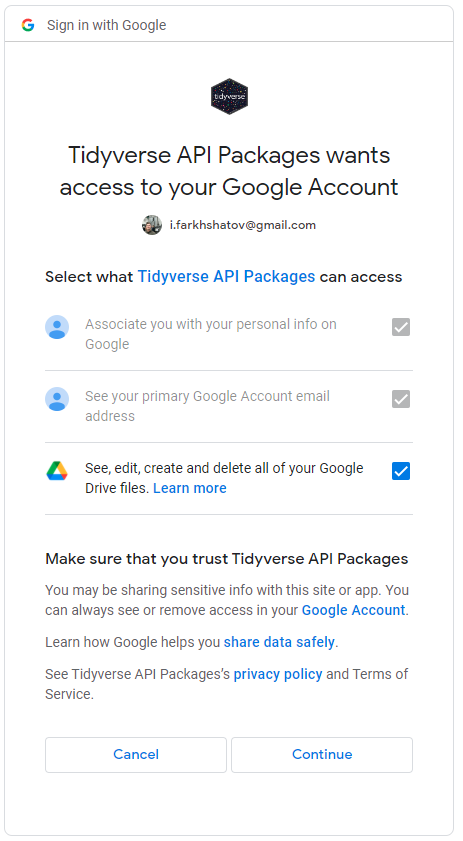 Sign in with Google
tidyverse
Tidyverse API Packages wants
access to your Google Account
i.farkhshatov@gmail.com
Select what Tidyverse API Packages can access
Associate you with your personal info on
Google
See your primary Google Account email
address
See, edit, create and delete all of your Google
Drive files. Learn more
Make sure that you trust Tidyverse API Packages
You may be sharing sensitive info with this site or app. You
can always see or remove access in your Google Account.
Learn how Google helps you share data safely.
See Tidyverse API Packages’s privacy policy and Terms of
Service.
Cancel
Continue